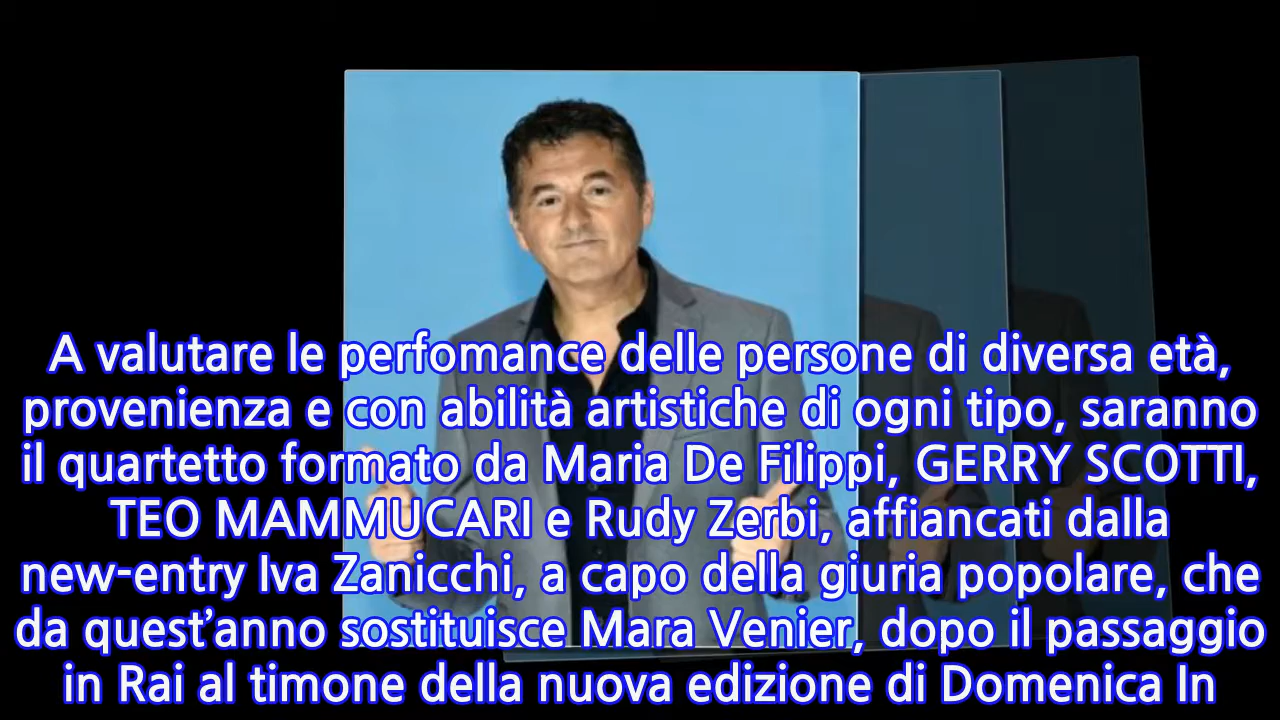 A valutare le perfomance delle persone di diversa età,
provenienza e con abilità artistiche di ogni tipo, saranno
il quartetto formato da Maria De Filippi, GERRY SCOTTI,
TEO MAMMUCARI e Rudy Zerbi, affiancati dalla
new-entry Iva Zanicchi, a capo della giuria popolare, che
da quest’anno sostituisce Mara Venier, dopo il passaggio
in Rai al timone della nuova edizione di Domenica In